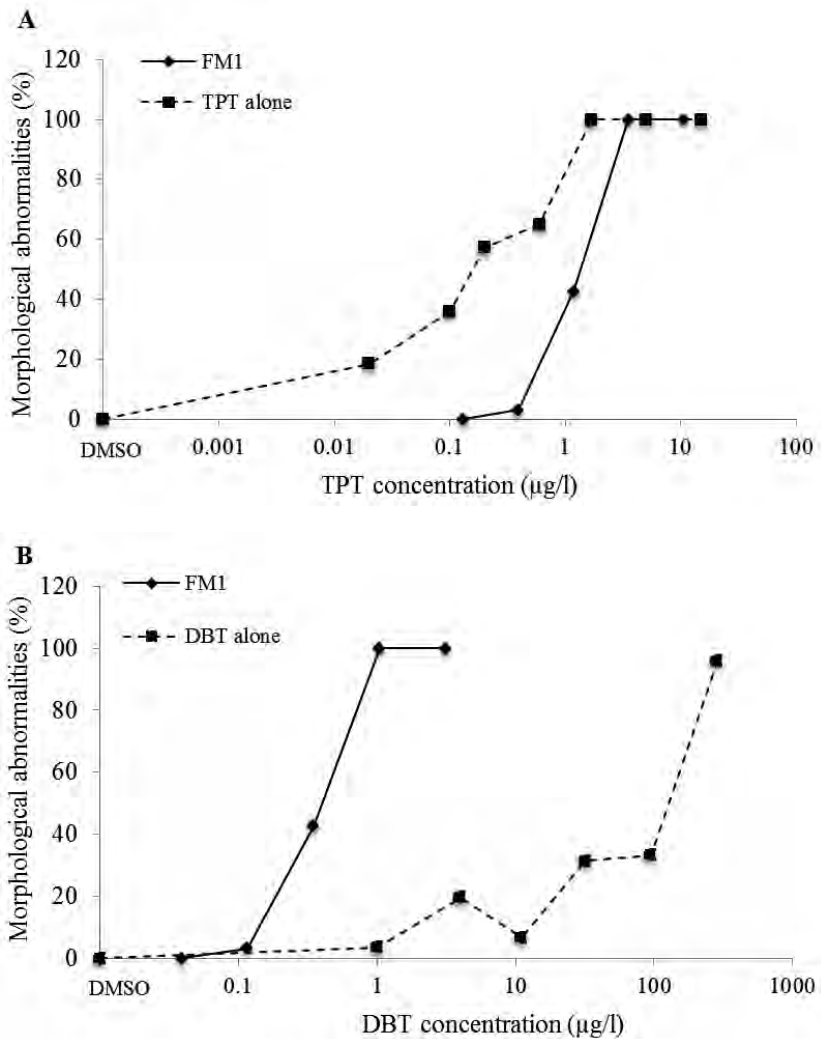 A
120
100
80
60
40
20
0
Morphological abnormalities (%)
FM1
TPT alone
DMSO 0.001 0.01 0.1 1 10 100
TPT concentration (µg/l)
B
120
100
80
60
40
20
0
Morphological abnormalities (%)
FM1
DBT alone
DMSO 0.1 1 10 100 1000
DBT concentration (µg/l)